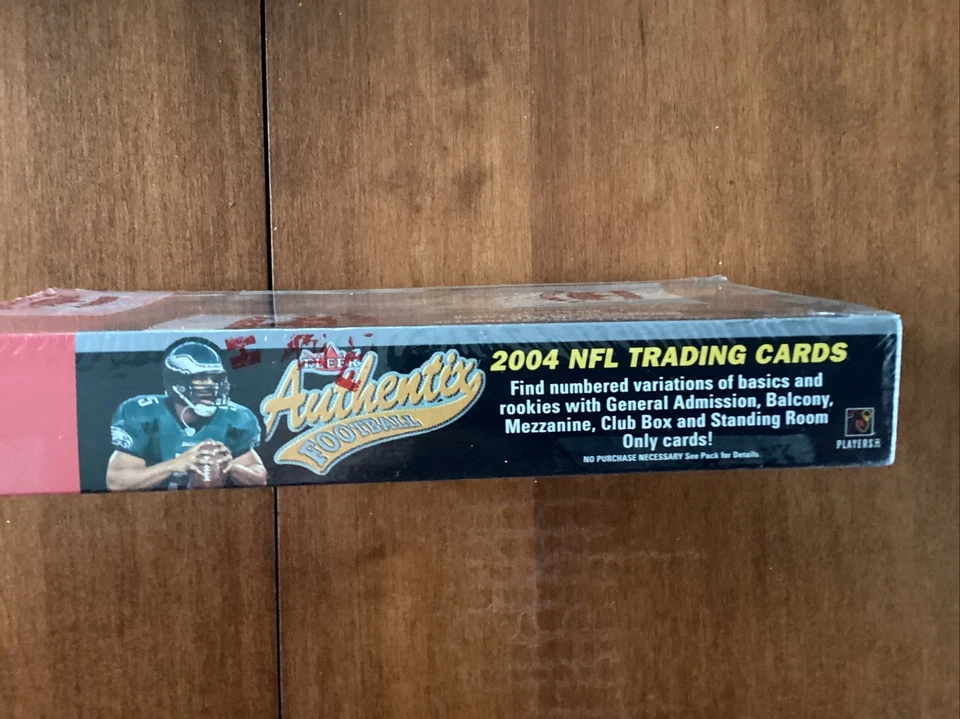 FLEER
Authentix
FOOTBALL
2004 NFL TRADING CARDS
Find numbered variations of basics and
rookies with General Admission, Balcony,
Mezzanine, Club Box and Standing Room
Only cards!
NO PURCHASE NECESSARY See Pack for Details.
PLAYERS
5